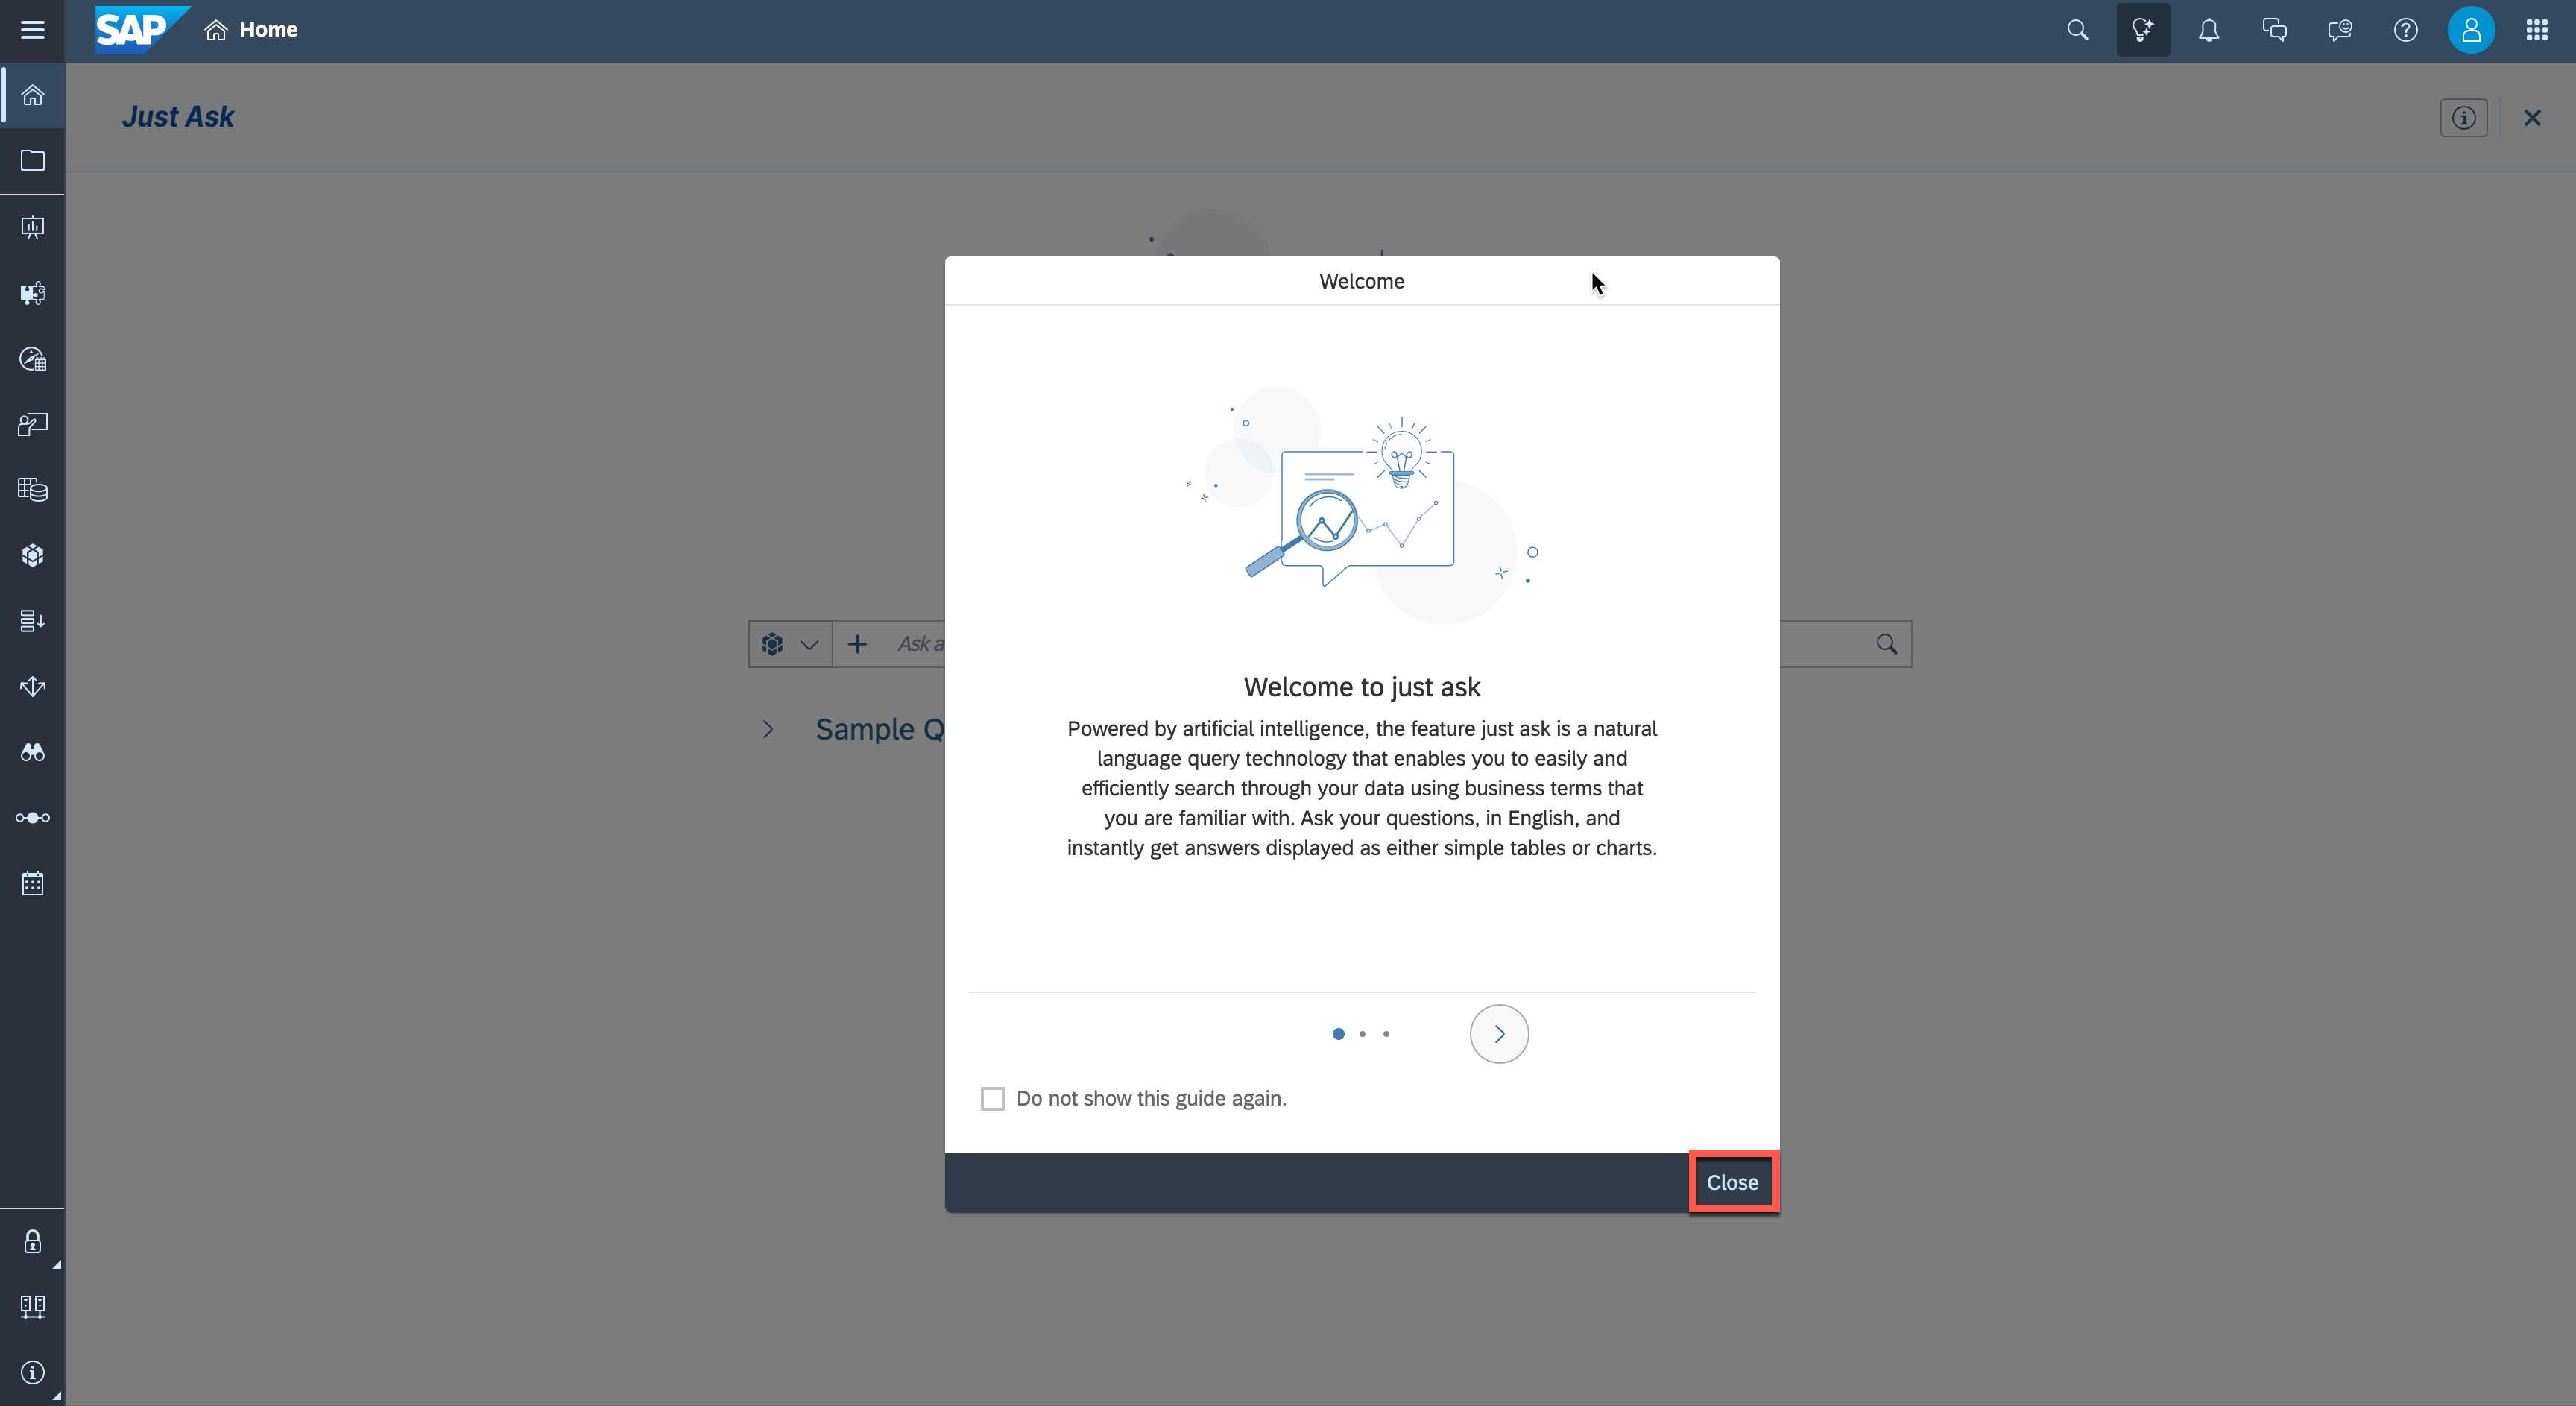 SAP Home
Just Ask
Welcome
Ask a
Welcome to just ask
Sample Q
Powered by artificial intelligence, the feature just ask is a natural
language query technology that enables you to easily and
efficiently search through your data using business terms that
you are familiar with. Ask your questions, in English, and
instantly get answers displayed as either simple tables or charts.
Do not show this guide again.
Close